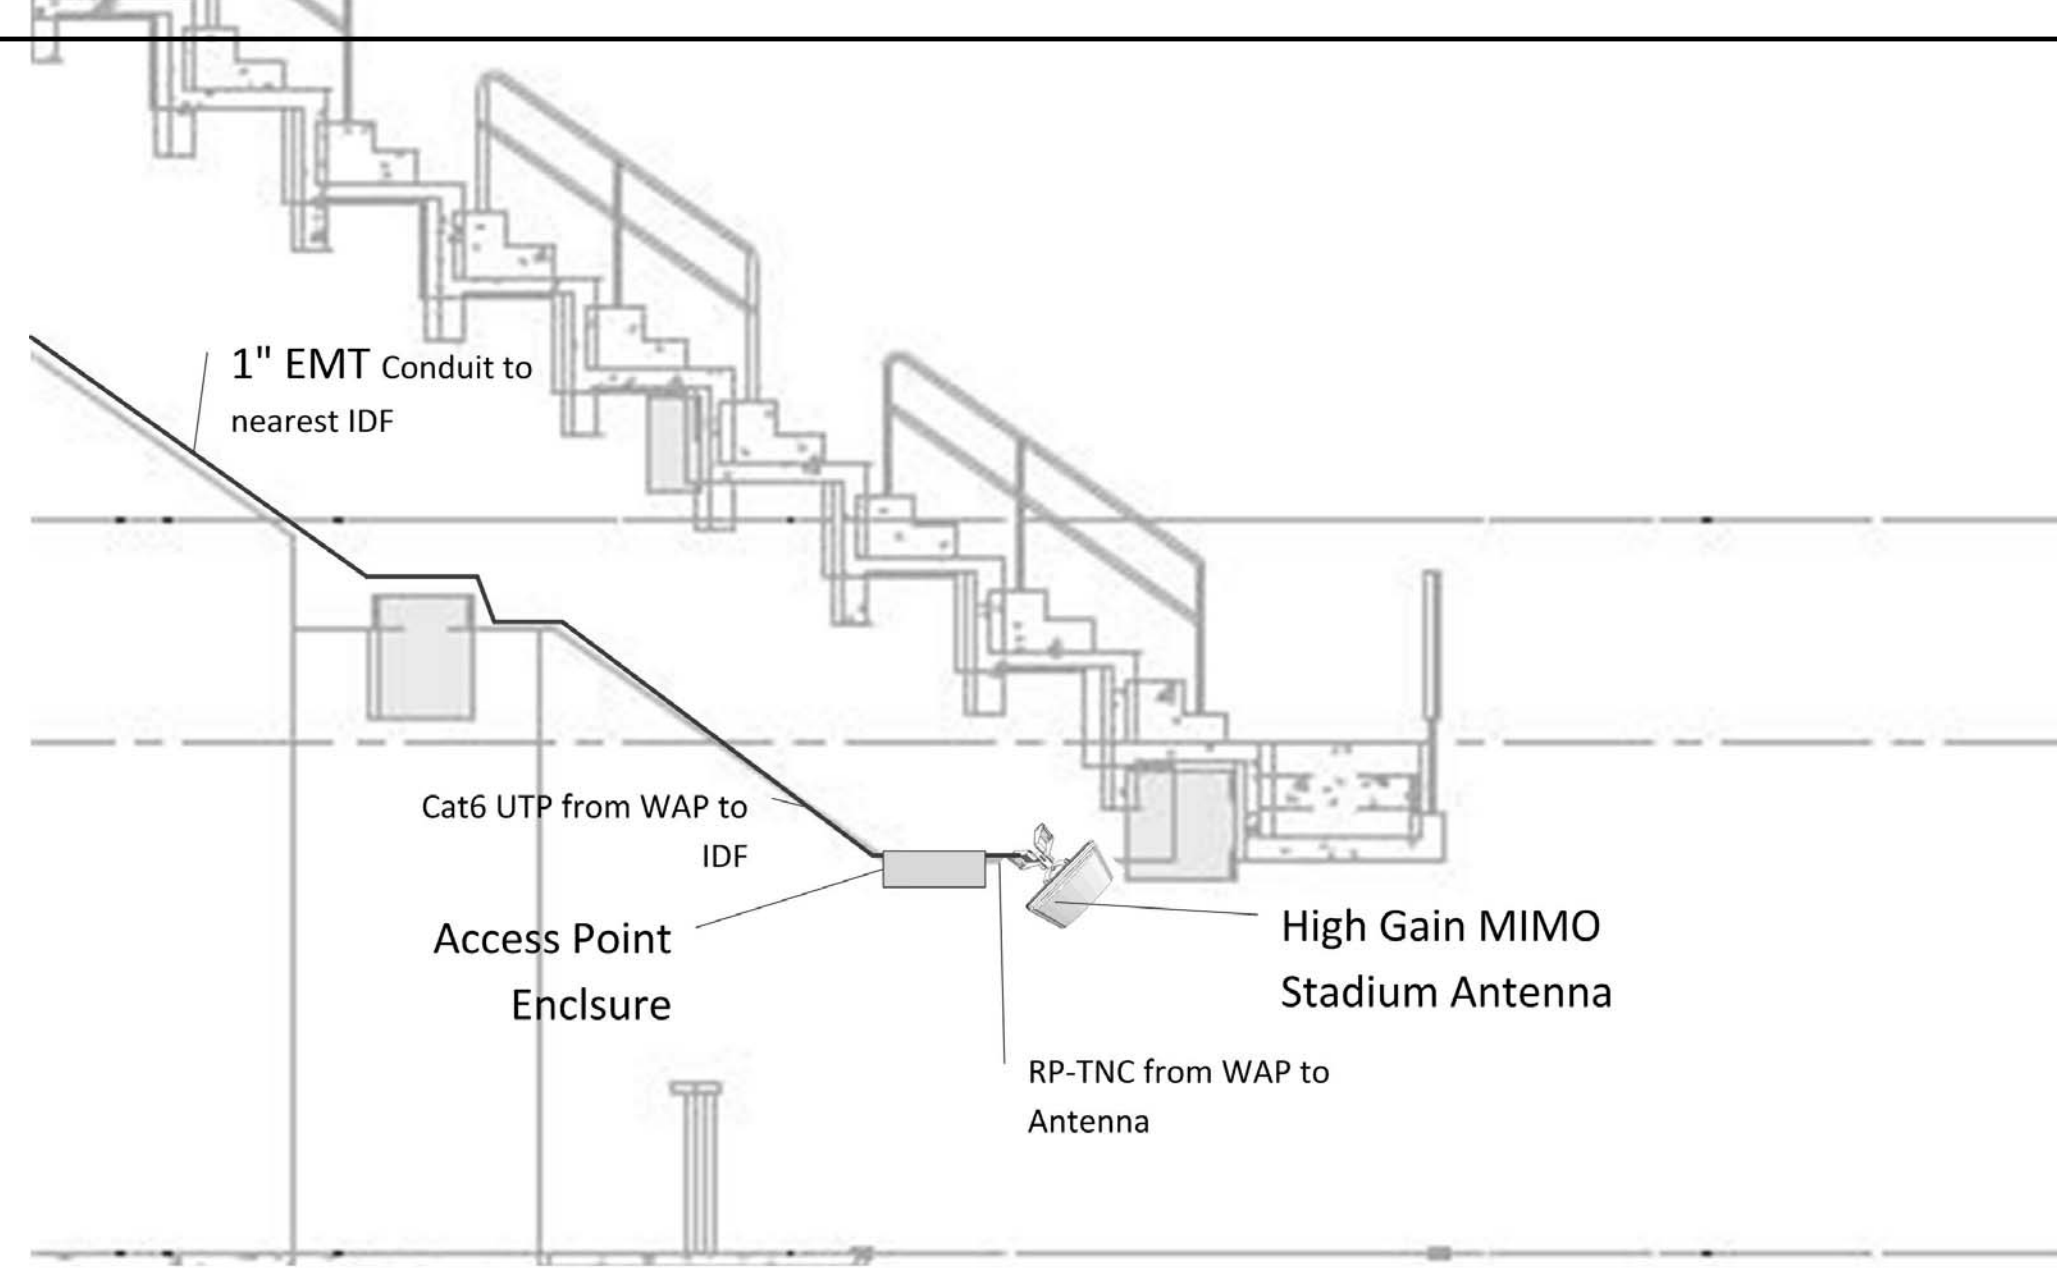 1" EMT Conduit to
nearest IDF
Cat6 UTP from WAP to
IDF
Access Point
Enclsure
High Gain MIMO
Stadium Antenna
RP-TNC from WAP to
Antenna